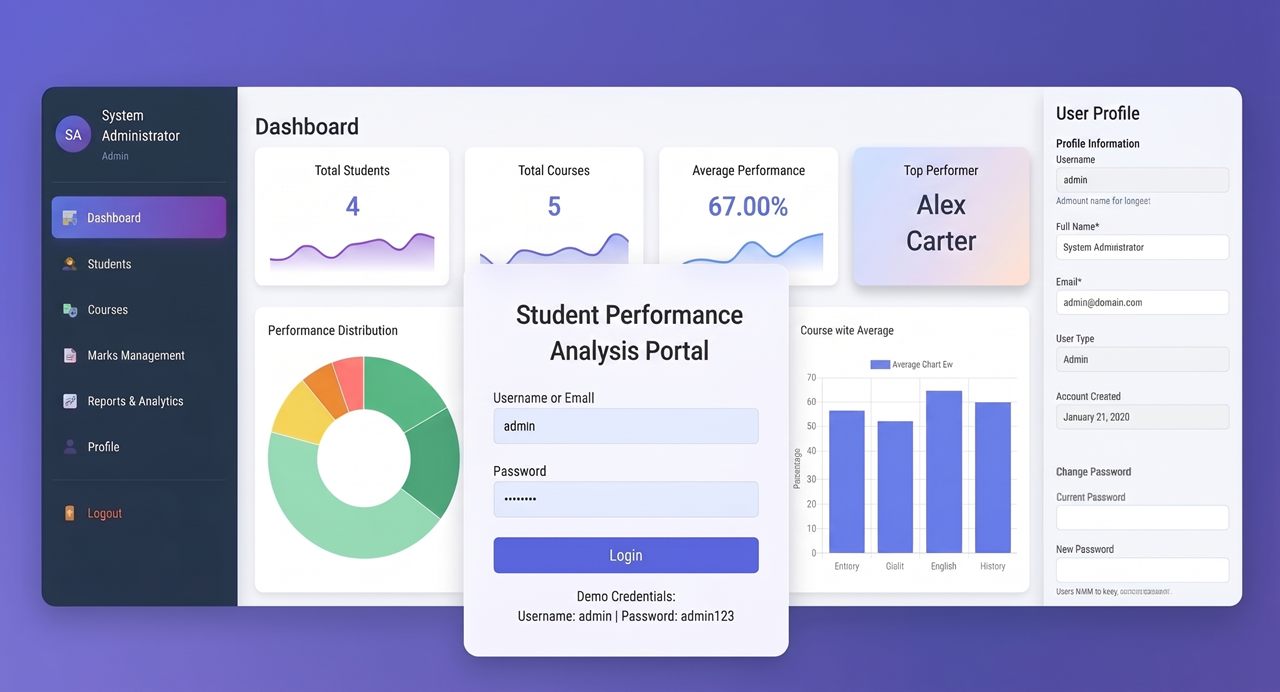 SA
System
Administrator
Admin
Dashboard
Students
Courses
Marks Management
Reports & Analytics
Profile
Logout
Dashboard
Total Students
4
Total Courses
5
Average Performance
67.00%
Top Performer
Alex
Carter
Performance Distribution
Student Performance
Analysis Portal
Username or Email
admin
Password
••••••••
Login
Demo Credentials:
Username: admin | Password: admin123
Course wite Average
Average Chart Ew
Percentage
70
60
50
40
30
20
10
0
Entrory
Gialit
English
History
User Profile
Profile Information
Username
admin
Admount name for longeet
Full Name*
System Administrator
Email*
admin@domain.com
User Type
Admin
Account Created
January 21, 2020
Change Password
Current Password
New Password
Users to keey,